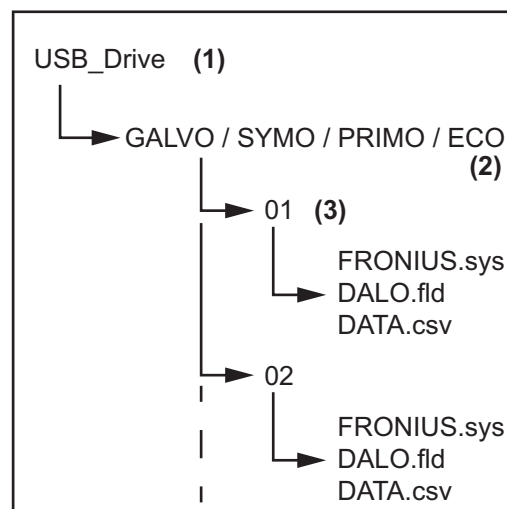 USB_Drive (1)
GALVO / SYMO / PRIMO / ECO
(2)
01 (3)
FRONIUS.sys
DALO.fld
DATA.csv
02
FRONIUS.sys
DALO.fld
DATA.csv